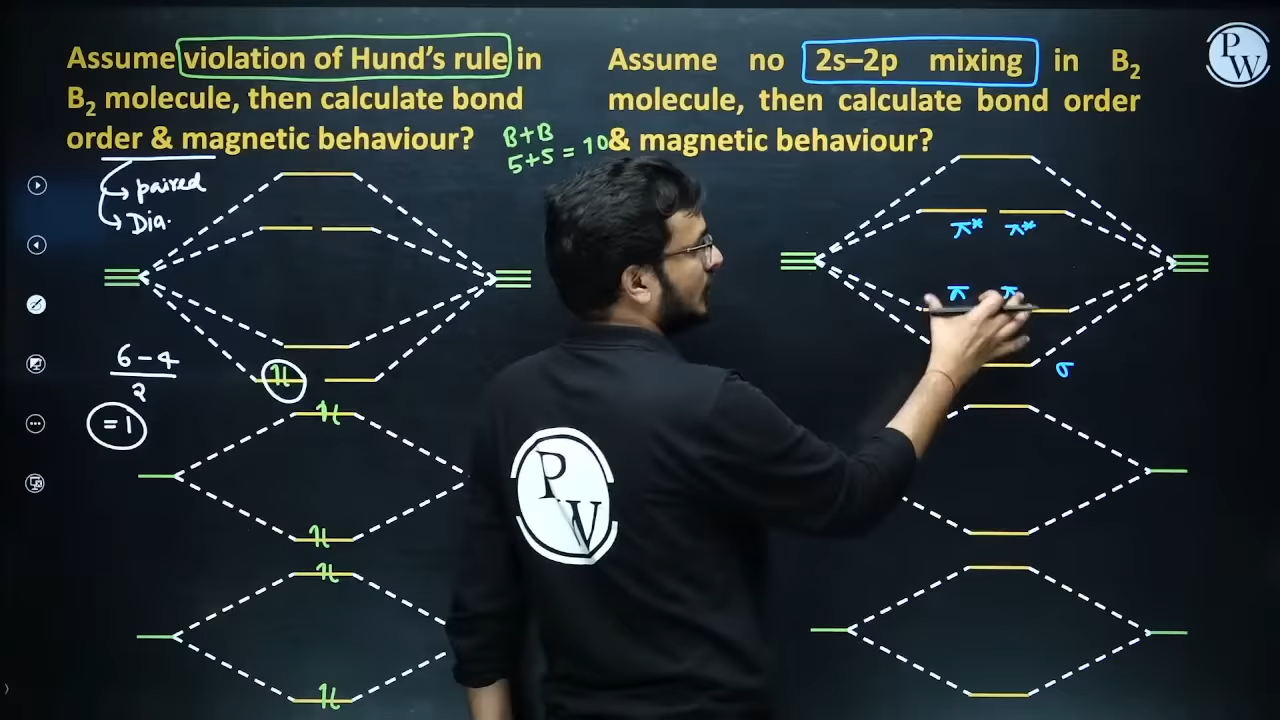 Assume violation of Hund's rule in
B2 molecule, then calculate bond
order & magnetic behaviour?
Assume no 2s–2p mixing in B2
molecule, then calculate bond order
& magnetic behaviour?
PW
B+B
5+5 = 10
paired
Dia.
π* π*
π π
6-4
2
= 1
σ
PW